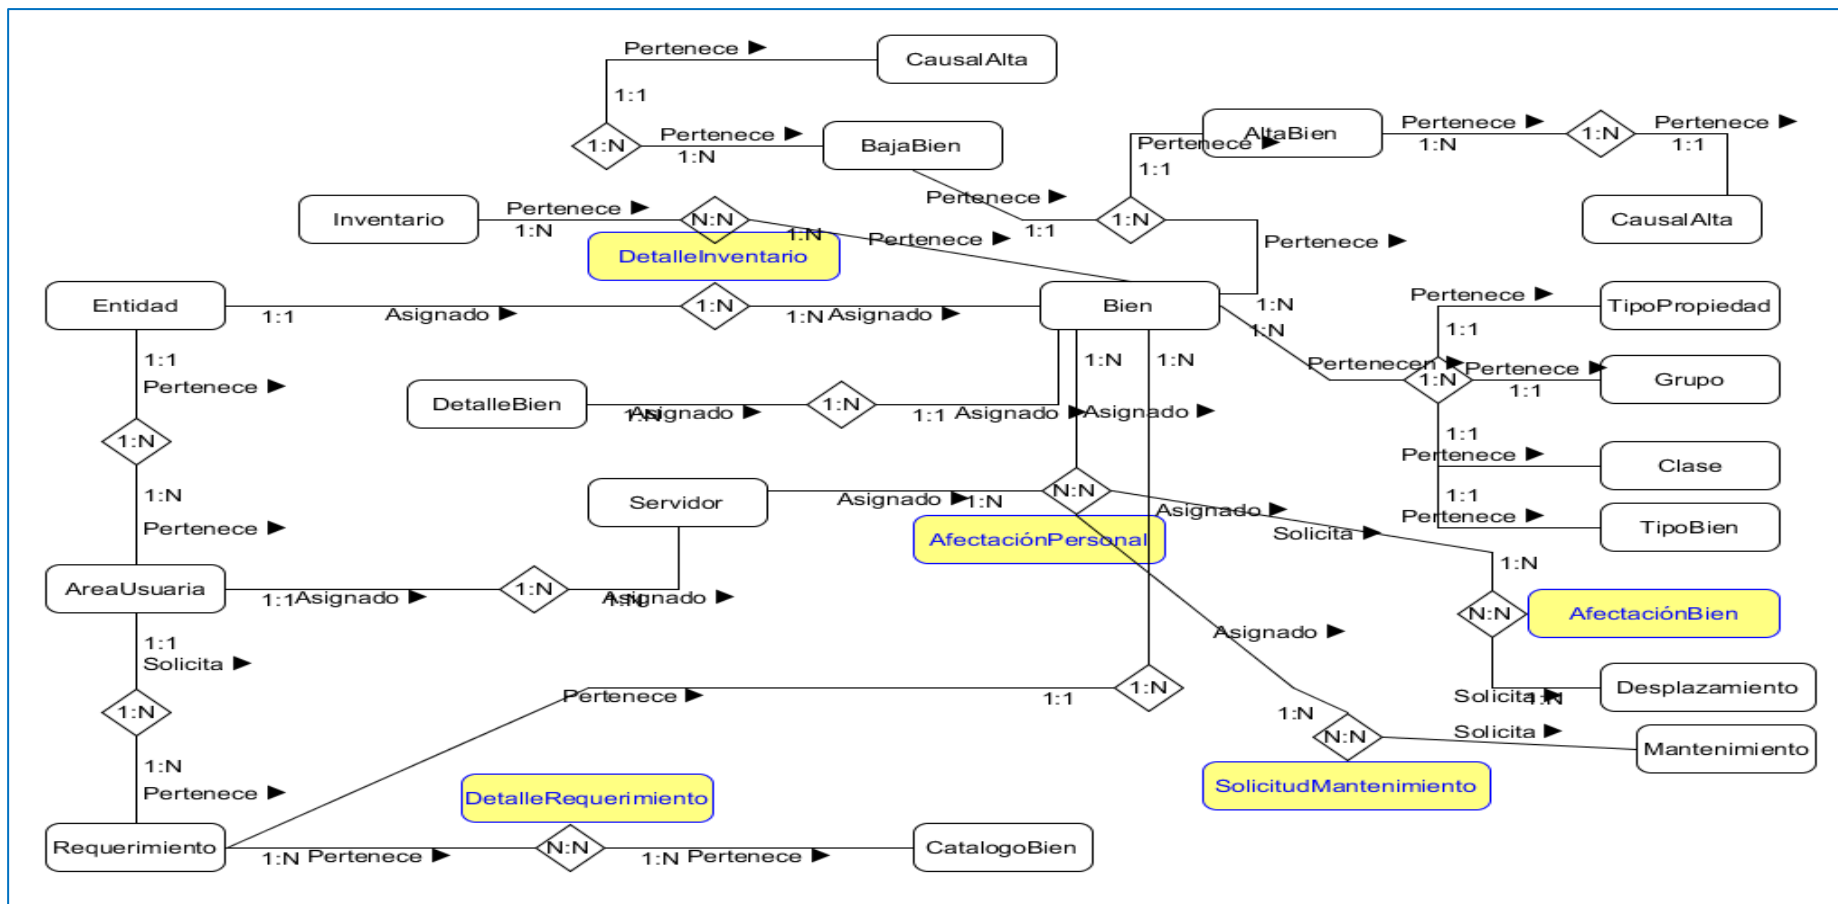 Pertenece ►
CausalAlta
1:1
1:N
Pertenece ►
1:N
BajaBien
Pertenece ►
1:1
AltaBien
Pertenece ►
1:N
1:N
Pertenece ►
1:1
CausalAlta
Inventario
Pertenece ►
1:N
N:N
1:N
Pertenece ►
Pertenece ►
1:1
1:N
Pertenece ►
1:N
DetalleInventario
Entidad
1:1
Asignado ►
1:N
1:N
Asignado ►
Bien
1:N
Pertenecen ►
1:N
Pertenece ►
1:1
TipoPropiedad
Pertenece ►
1:1
Grupo
1:1
Pertenece ►
Clase
1:1
Pertenece ►
TipoBien
1:1
Pertenece ►
1:N
1:N
Pertenece ►
DetalleBien
1:N
Asignado ►
1:N
1:1
Asignado ►
1:N
1:N
Asignado ►
Servidor
Asignado ►
1:N
N:N
Asignado ►
Solicita ►
AfectaciónPersonal
1:N
N:N
AfectaciónBien
AreaUsuaria
1:1
Asignado ►
1:N
1:N
Asignado ►
Asignado ►
1:1
Solicita ►
1:N
1:N
Pertenece ►
Pertenece ►
1:1
1:N
Solicita ►
1:N
Desplazamiento
1:N
N:N
Solicita ►
Mantenimiento
SolicitudMantenimiento
DetalleRequerimiento
Requerimiento
1:N
Pertenece ►
N:N
1:N
Pertenece ►
CatalogoBien